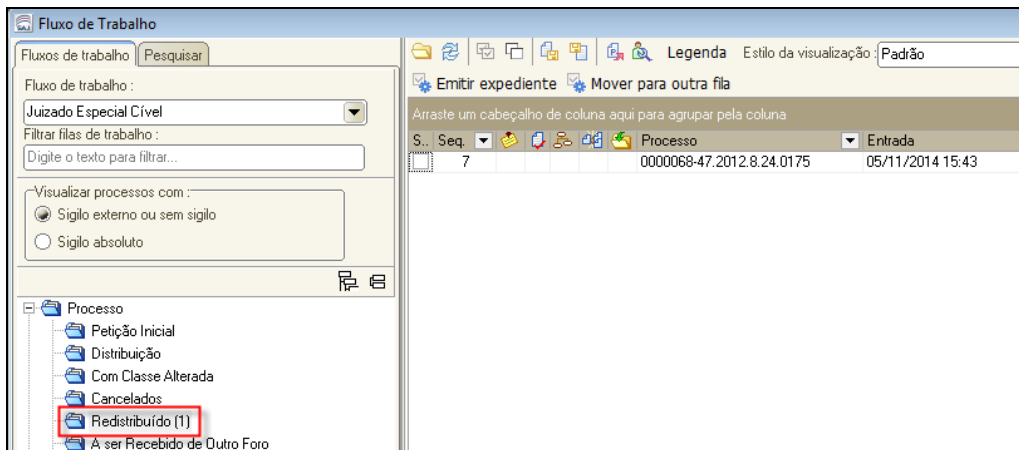 Fluxo de Trabalho
Fluxos de trabalho Pesquisar
Fluxo de trabalho :
Juizado Especial Cível
Filtrar filas de trabalho :
Digite o texto para filtrar...
Visualizar processos com :
Sigilo externo ou sem sigilo
Sigilo absoluto
Processo
Petição Inicial
Distribuição
Com Classe Alterada
Cancelados
Redistribuído (1)
A ser Recebido de Outro Foro
Legenda Estilo da visualização : Padrão
Emitir expediente Mover para outra fila
Arraste um cabeçalho de coluna aqui para agrupar pela coluna
S.. Seq. Processo Entrada
7 0000068-47.2012.8.24.0175 05/11/2014 15:43